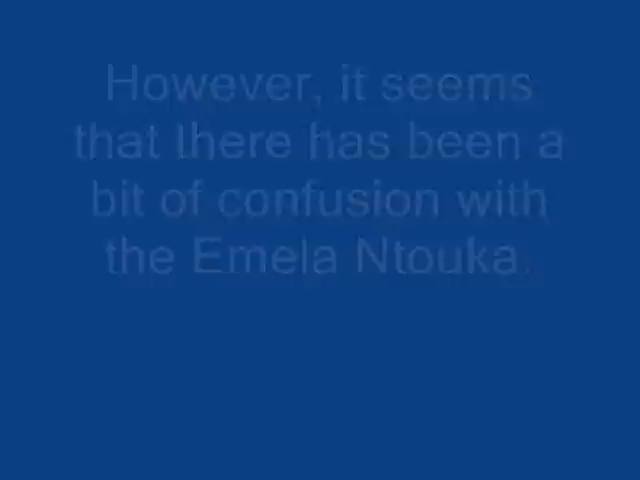 However, it seems
that there has been a
bit of confusion with
the Emela Ntouka.